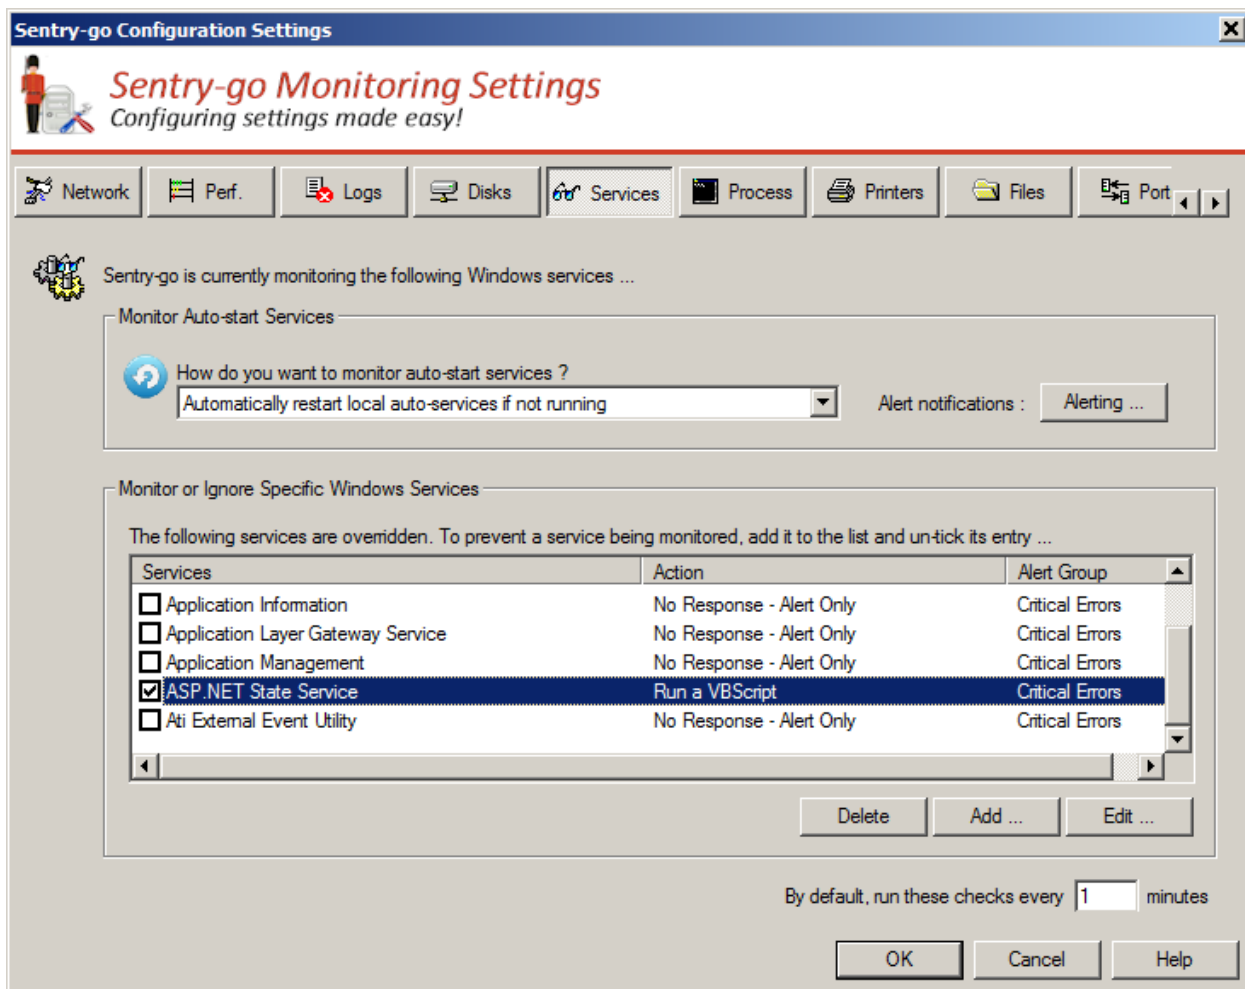 Sentry-go Configuration Settings
Sentry-go Monitoring Settings
Configuring settings made easy!
Network Perf. Logs Disks Services Process Printers Files Port
Sentry-go is currently monitoring the following Windows services ...
Monitor Auto-start Services
How do you want to monitor auto-start services ?
Automatically restart local auto-services if not running Alert notifications : Alerting ...
Monitor or Ignore Specific Windows Services
The following services are overridden. To prevent a service being monitored, add it to the list and un-tick its entry ...
Services Action Alert Group
Application Information No Response - Alert Only Critical Errors
Application Layer Gateway Service No Response - Alert Only Critical Errors
Application Management No Response - Alert Only Critical Errors
ASP.NET State Service Run a VBScript Critical Errors
Ati External Event Utility No Response - Alert Only Critical Errors
Delete Add ... Edit ...
By default, run these checks every 1 minutes
OK Cancel Help